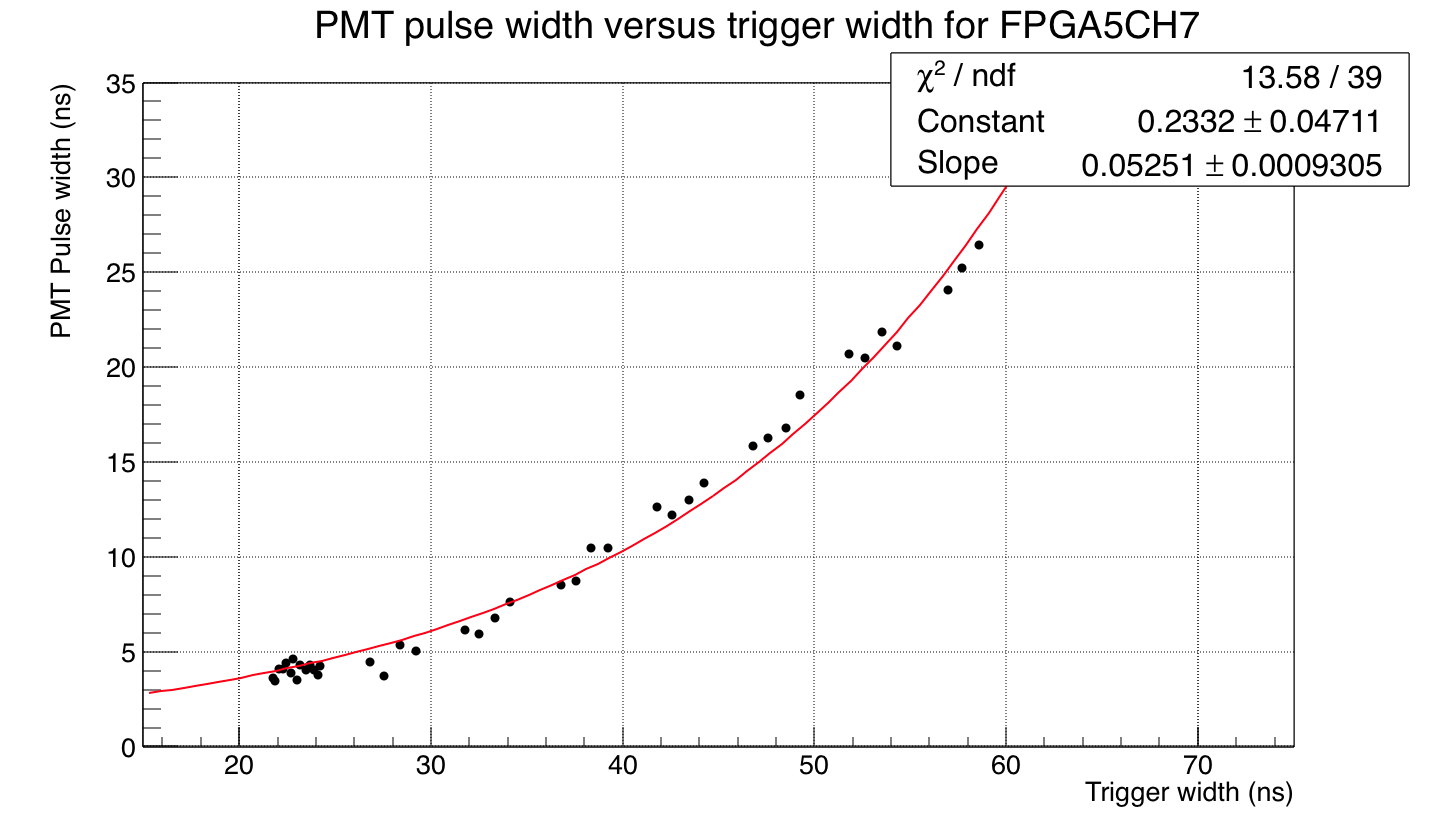 PMT pulse width versus trigger width for FPGA5CH7
χ² / ndf 13.58 / 39
Constant 0.2332 ± 0.04711
Slope 0.05251 ± 0.0009305
PMT Pulse width (ns)
35
30
25
20
15
10
5
0
20 30 40 50 60 70
Trigger width (ns)